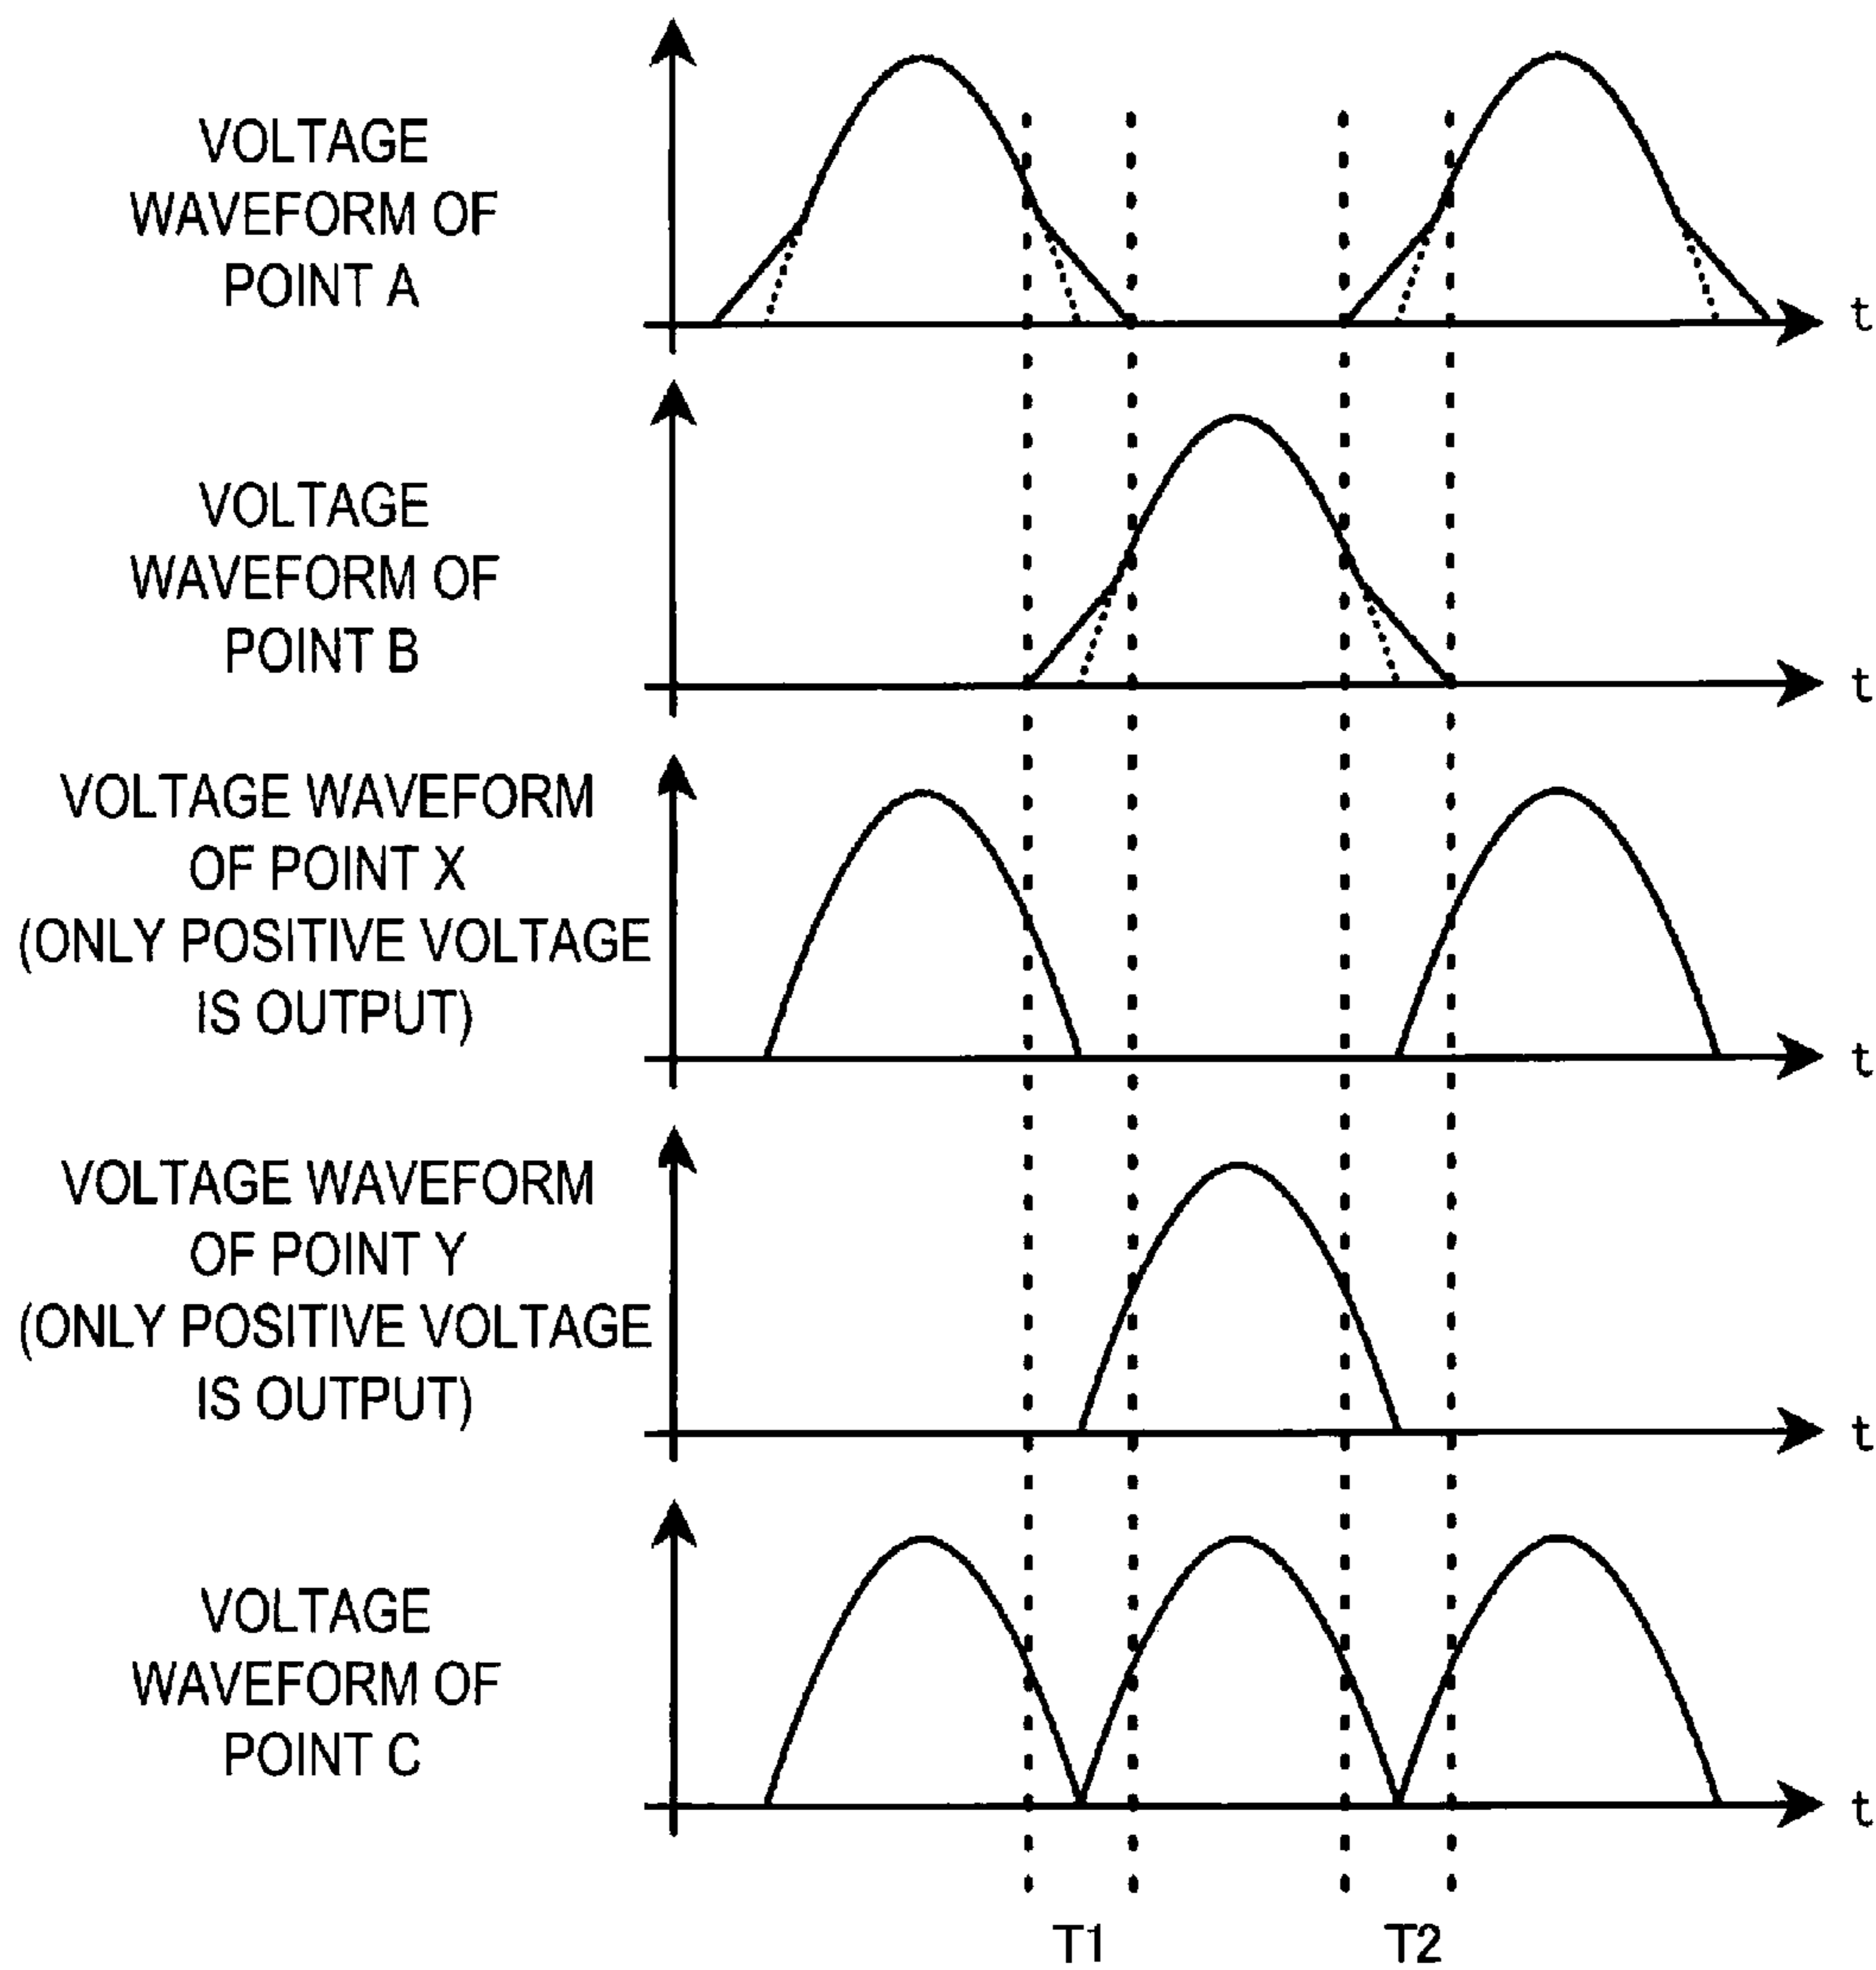 VOLTAGE
WAVEFORM OF
POINT A
t
VOLTAGE
WAVEFORM OF
POINT B
t
VOLTAGE WAVEFORM
OF POINT X
(ONLY POSITIVE VOLTAGE
IS OUTPUT)
t
VOLTAGE WAVEFORM
OF POINT Y
(ONLY POSITIVE VOLTAGE
IS OUTPUT)
t
VOLTAGE
WAVEFORM OF
POINT C
t
T1
T2